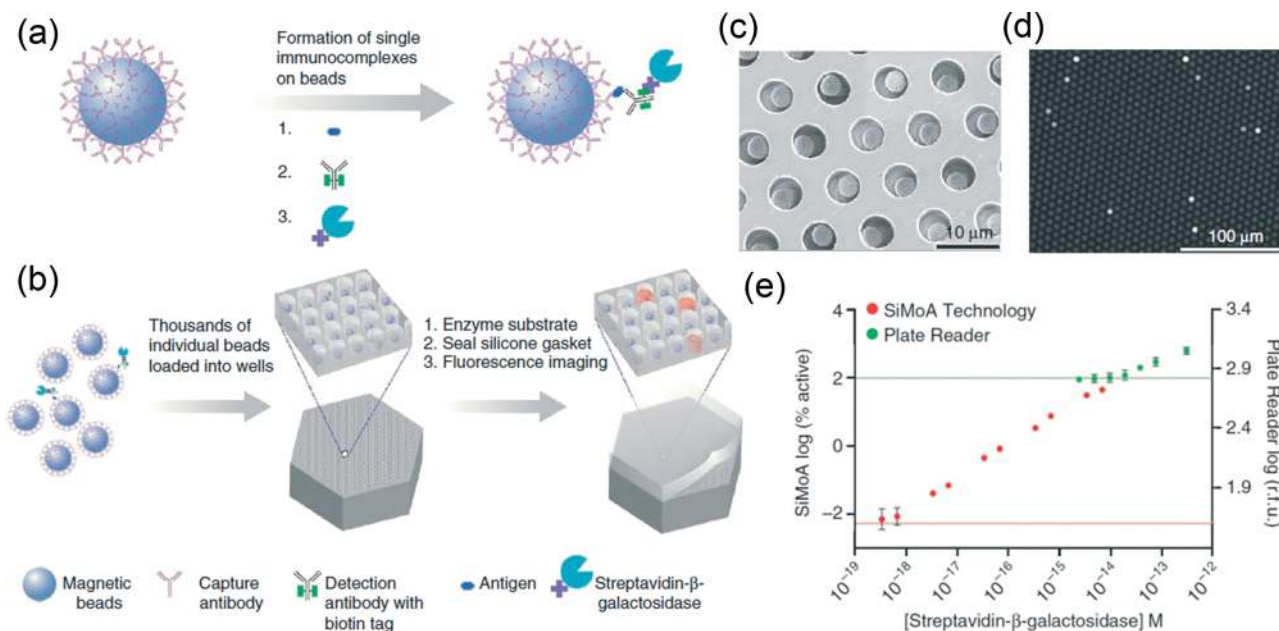 (a)
Formation of single
immunocomplexes
on beads
1.
2.
3.
(b)
Thousands of
individual beads
loaded into wells
1. Enzyme substrate
2. Seal silicone gasket
3. Fluorescence imaging
Magnetic
beads
Capture
antibody
Detection
antibody with
biotin tag
Antigen
Streptavidin-β-
galactosidase
(c)
10 μm
(d)
100 μm
(e)
SiMoA Technology
Plate Reader
SiMoA log (% active)
4
2
0
−2
Plate Reader log (r.f.u.)
3.4
2.9
2.4
1.9
10⁻¹⁹
10⁻¹⁸
10⁻¹⁷
10⁻¹⁶
10⁻¹⁵
10⁻¹⁴
10⁻¹³
10⁻¹²
[Streptavidin-β-galactosidase] M